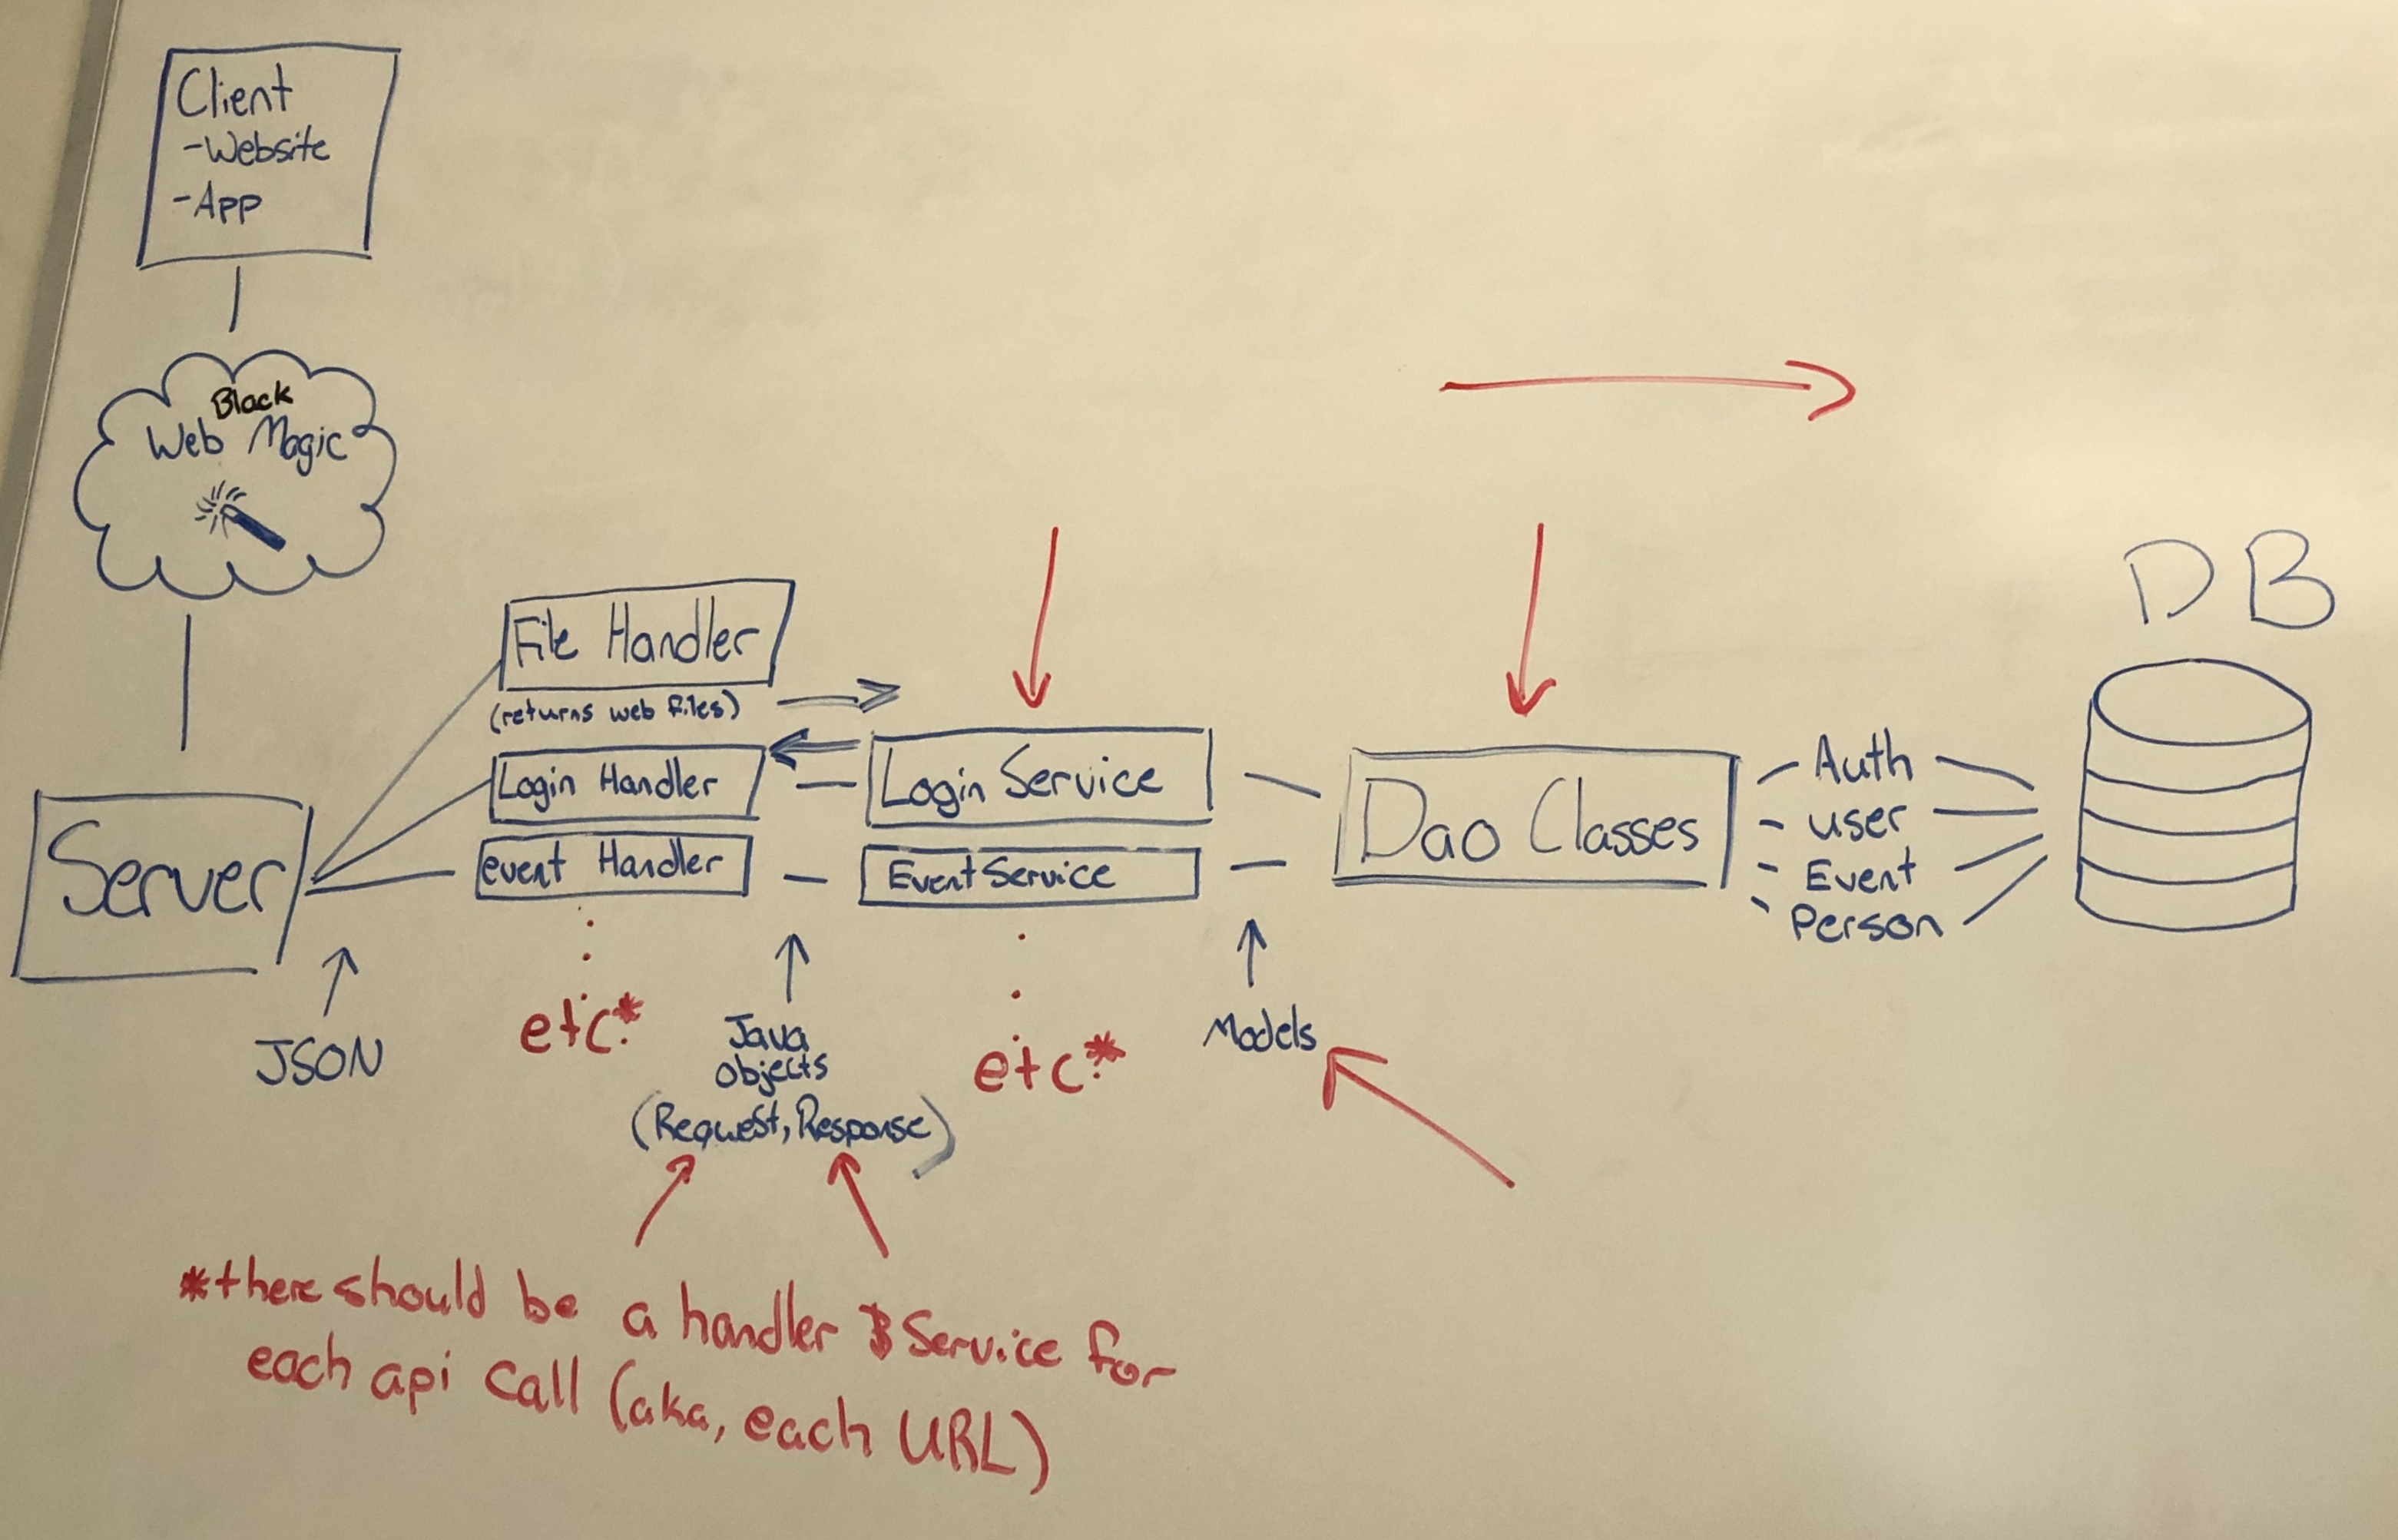 Client
-Website
-App
Black
Web Magic
File Handler
(returns web files)
Login Handler
event Handler
etc.*
Server
JSON
Java
Objects
(Request, Response)
Login Service
Event Service
etc.*
Models
Dao Classes
Auth
user
Event
Person
DB
*there should be a handler & Service for
each api call (aka, each URL)